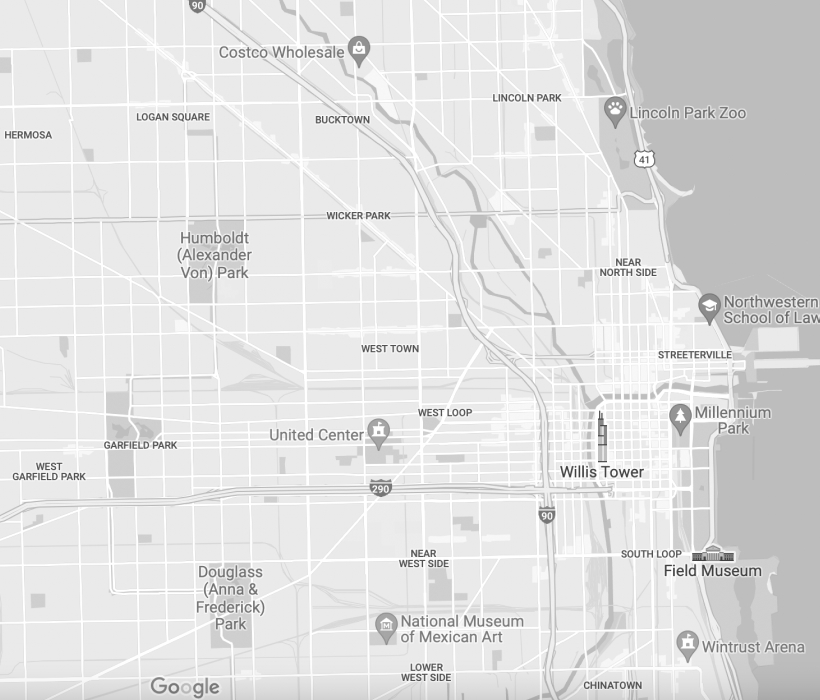 90
Costco Wholesale
LINCOLN PARK
Lincoln Park Zoo
LOGAN SQUARE
BUCKTOWN
HERMOSA
41
WICKER PARK
Humboldt
(Alexander
Von) Park
NEAR
NORTH SIDE
Northwestern
School of Law
WEST TOWN
STREETERVILLE
WEST LOOP
Millennium
Park
United Center
GARFIELD PARK
WEST
GARFIELD PARK
Willis Tower
290
90
NEAR
WEST SIDE
SOUTH LOOP
Field Museum
Douglass
(Anna &
Frederick)
Park
National Museum
of Mexican Art
Wintrust Arena
LOWER
WEST SIDE
CHINATOWN
Google